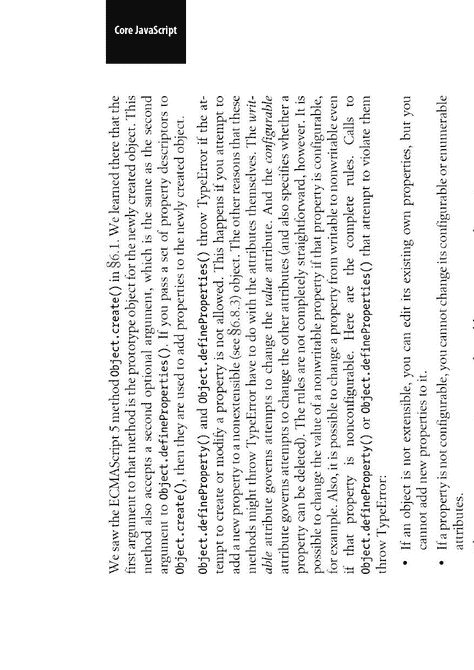 Core JavaScript
We saw the ECMAScript 5 method Object.create() in §6.1. We learned there that the
first argument to that method is the prototype object for the newly created object. This
method also accepts a second optional argument, which is the same as the second
argument to Object.defineProperties(). If you pass a set of property descriptors to
Object.create(), then they are used to add properties to the newly created object.
Object.defineProperty() and Object.defineProperties() throw TypeError if the at-
tempt to create or modify a property is not allowed. This happens if you attempt to
add a new property to a nonextensible (see §6.8.3) object. The other reasons that these
methods might throw TypeError have to do with the attributes themselves. The writ-
able attribute governs attempts to change the value attribute. And the configurable
attribute governs attempts to change the other attributes (and also specifies whether a
property can be deleted). The rules are not completely straightforward, however. It is
possible to change the value of a nonwritable property if that property is configurable,
for example. Also, it is possible to change a property from writable to nonwritable even
if that property is nonconfigurable. Here are the complete rules. Calls to
Object.defineProperty() or Object.defineProperties() that attempt to violate them
throw TypeError:
• If an object is not extensible, you can edit its existing own properties, but you
cannot add new properties to it.
• If a property is not configurable, you cannot change its configurable or enumerable
attributes.